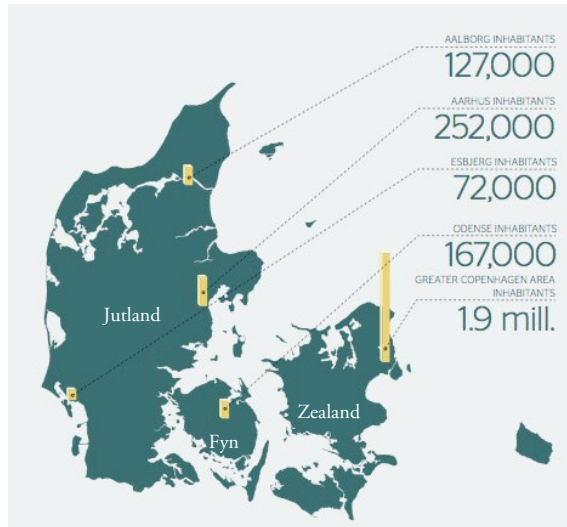 AALBORG INHABITANTS
127,000
AARHUS INHABITANTS
252,000
ESBJERG INHABITANTS
72,000
ODENSE INHABITANTS
167,000
GREATER COPENHAGEN AREA
INHABITANTS
1.9 mill.
Jutland
Zealand
Fyn